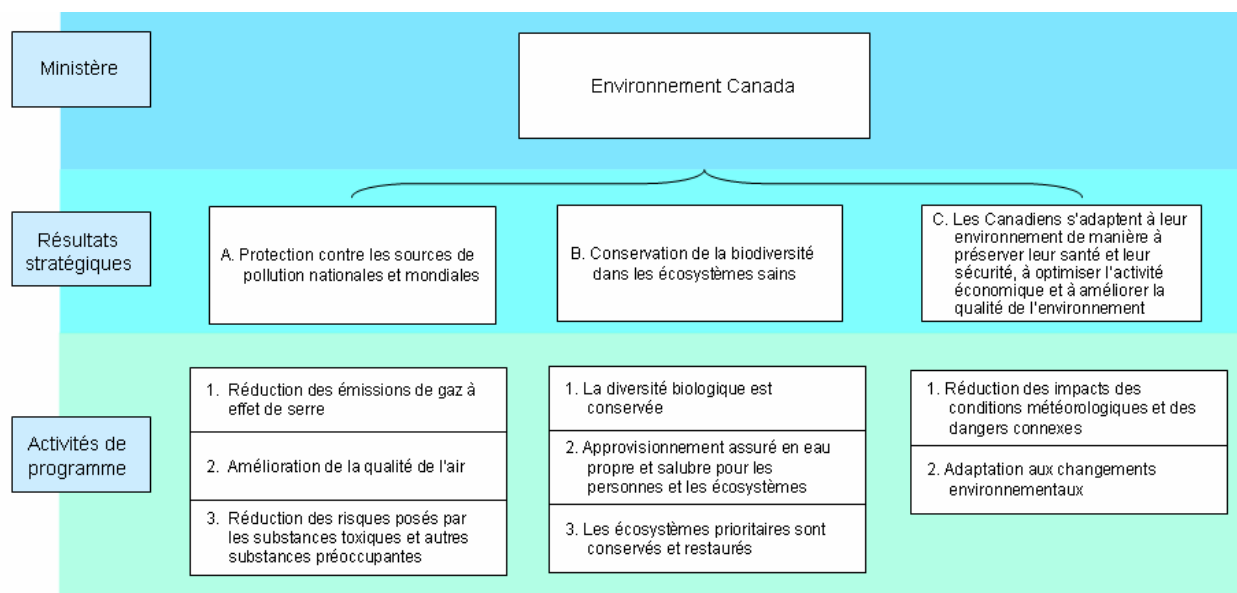 Ministère
Environnement Canada
Résultats
stratégiques
A. Protection contre les sources de
pollution nationales et mondiales
B. Conservation de la biodiversité
dans les écosystèmes sains
C. Les Canadiens s'adaptent à leur
environnement de manière à
préserver leur santé et leur
sécurité, à optimiser l'activité
économique et à améliorer la
qualité de l'environnement
Activités de
programme
1. Réduction des émissions de gaz à
effet de serre
2. Amélioration de la qualité de l'air
3. Réduction des risques posés par
les substances toxiques et autres
substances préoccupantes
1. La diversité biologique est
conservée
2. Approvisionnement assuré en eau
propre et salubre pour les
personnes et les écosystèmes
3. Les écosystèmes prioritaires sont
conservés et restaurés
1. Réduction des impacts des
conditions météorologiques et des
dangers connexes
2. Adaptation aux changements
environnementaux